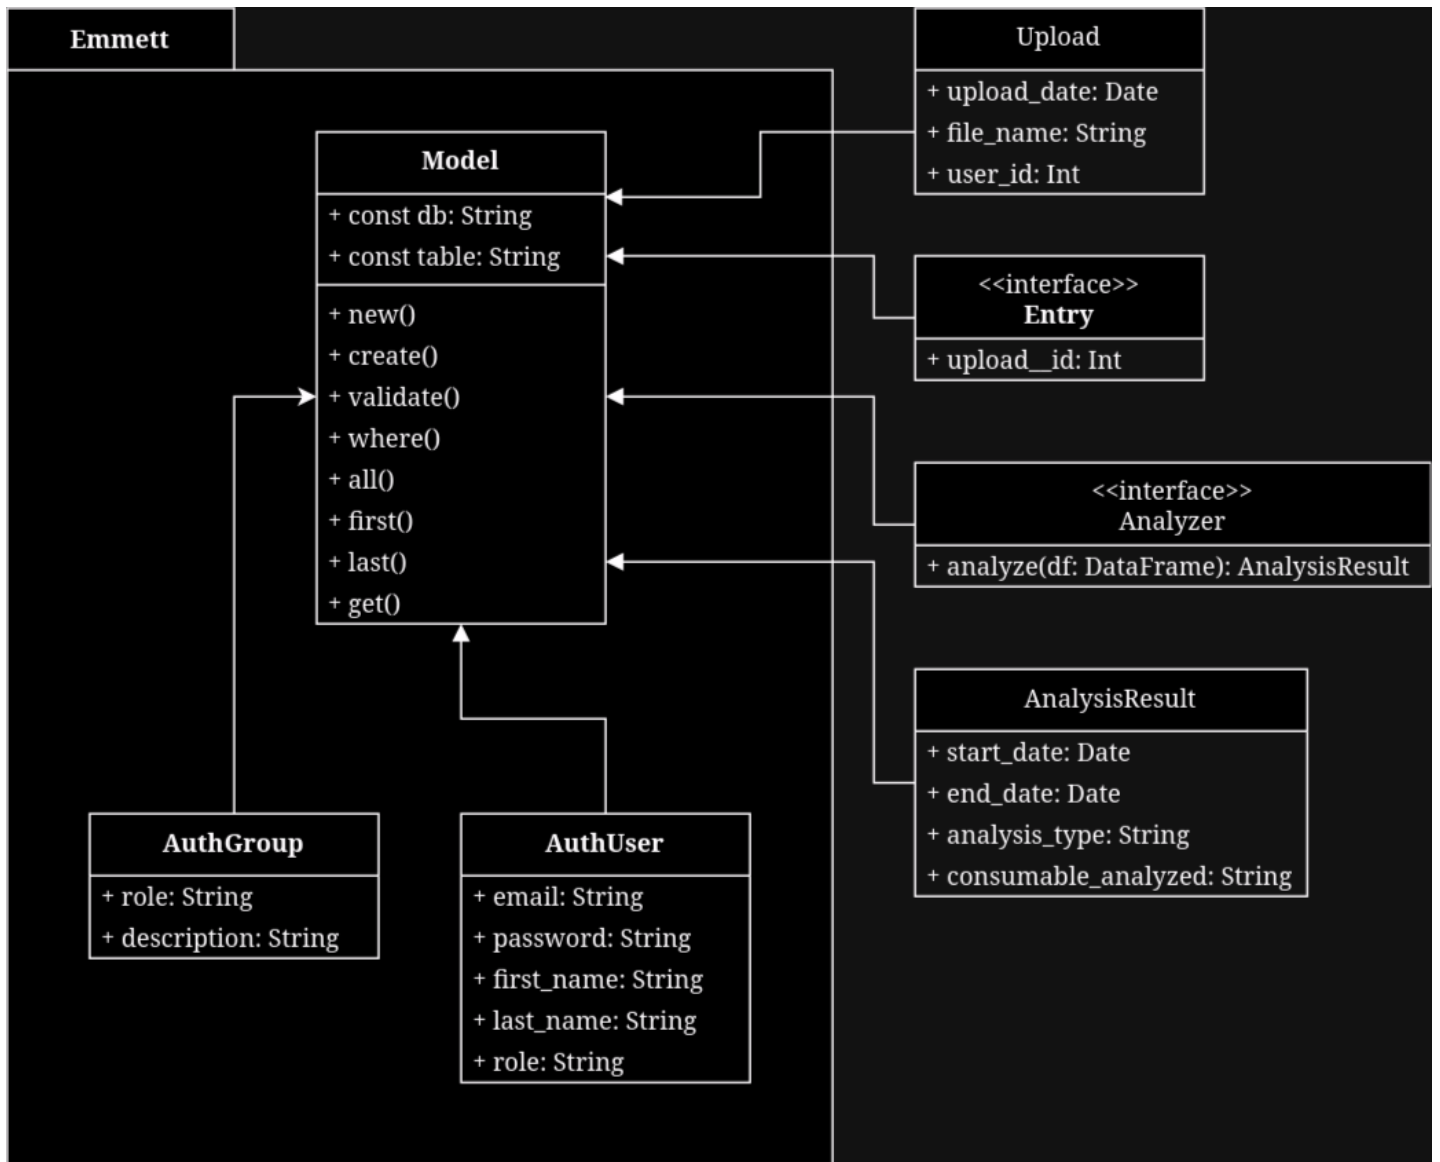 Emmett
Model
+ const db: String
+ const table: String
+ new()
+ create()
+ validate()
+ where()
+ all()
+ first()
+ last()
+ get()
AuthGroup
+ role: String
+ description: String
AuthUser
+ email: String
+ password: String
+ first_name: String
+ last_name: String
+ role: String
Upload
+ upload_date: Date
+ file_name: String
+ user_id: Int
<<interface>>
Entry
+ upload__id: Int
<<interface>>
Analyzer
+ analyze(df: DataFrame): AnalysisResult
AnalysisResult
+ start_date: Date
+ end_date: Date
+ analysis_type: String
+ consumable_analyzed: String